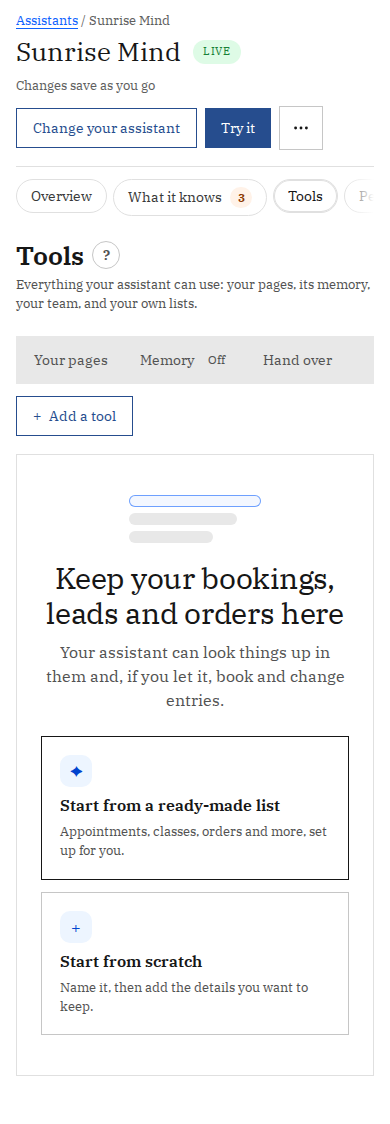 Assistants / Sunrise Mind
Sunrise Mind LIVE
Changes save as you go
Change your assistant Try it ···
Overview What it knows 3 Tools Pe
Tools ?
Everything your assistant can use: your pages, its memory,
your team, and your own lists.
Your pages Memory Off Hand over
+ Add a tool
Keep your bookings,
leads and orders here
Your assistant can look things up in
them and, if you let it, book and change
entries.
Start from a ready-made list
Appointments, classes, orders and more, set
up for you.
+
Start from scratch
Name it, then add the details you want to
keep.